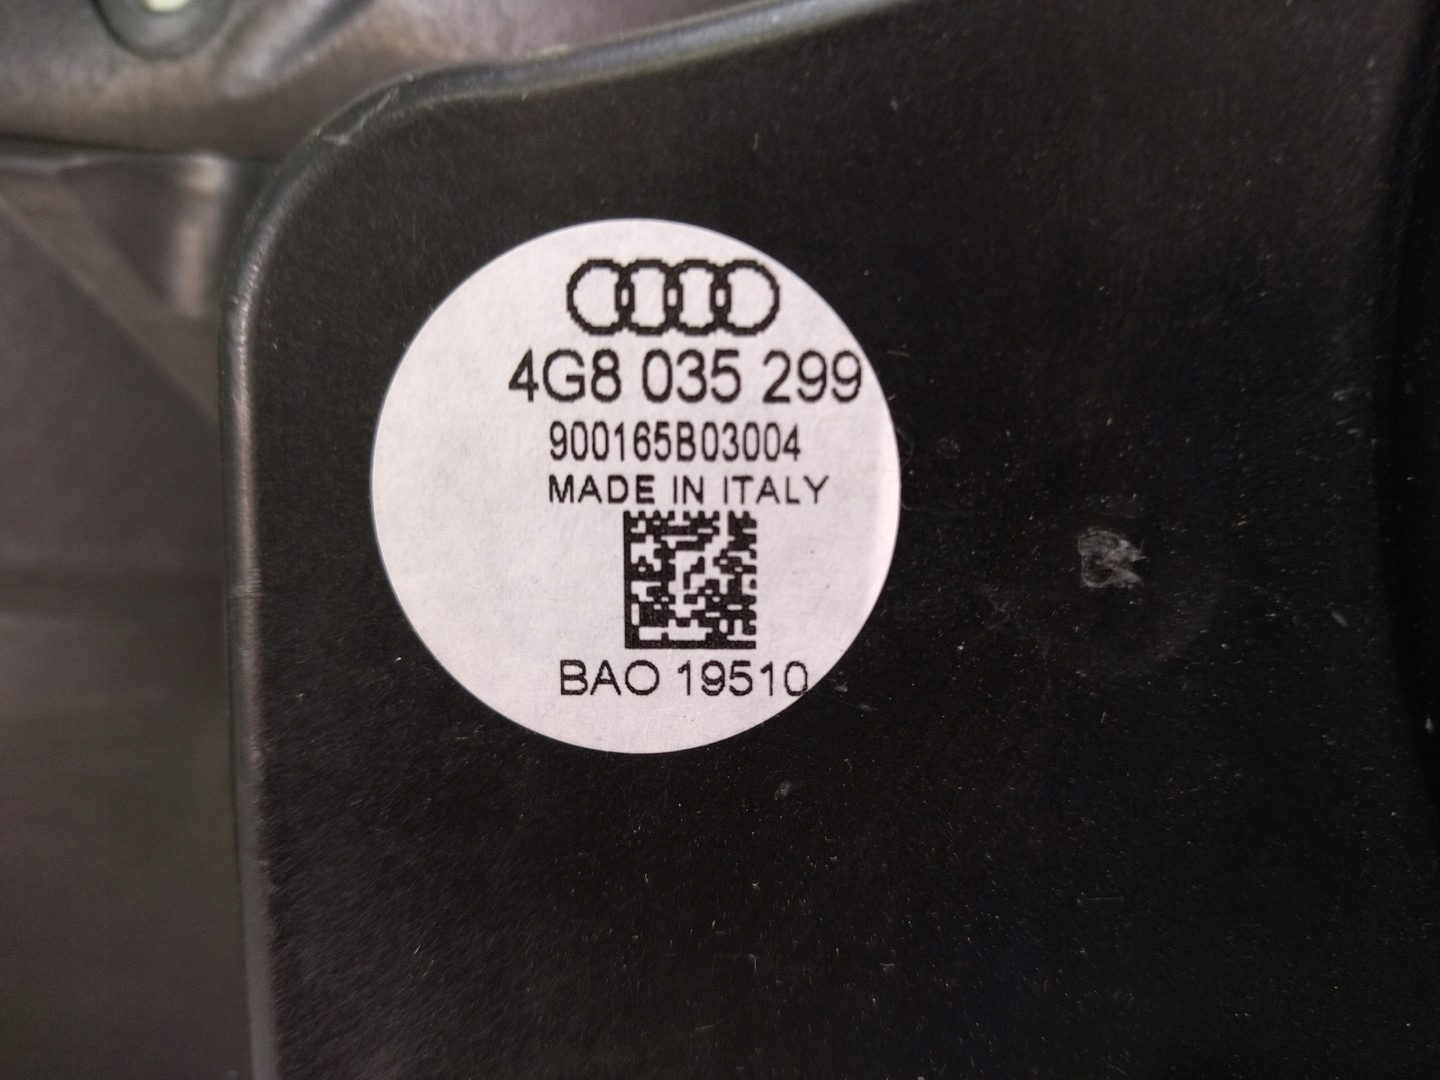 4G8 035 299
900165B03004
MADE IN ITALY
BAO 19510